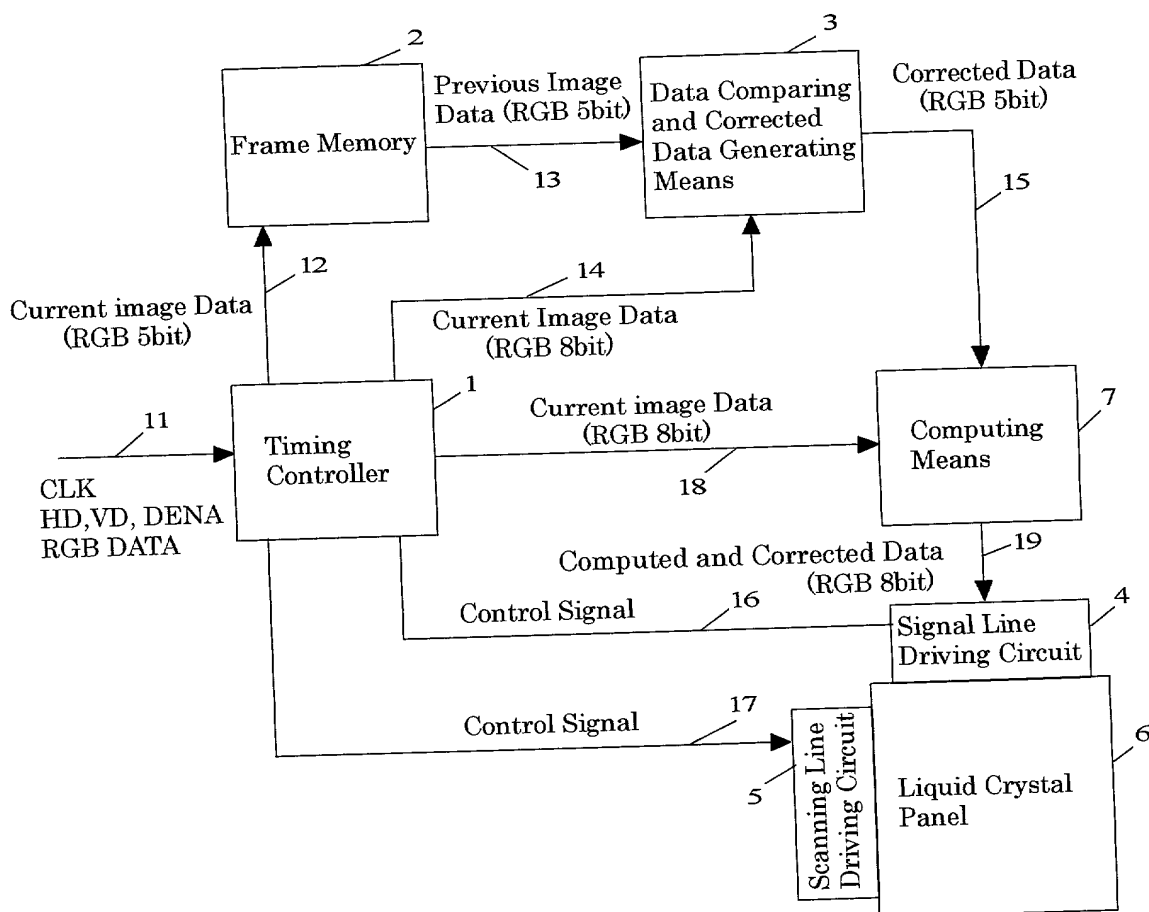 2
3
Frame Memory
Previous Image
Data (RGB 5bit)
13
Data Comparing
and Corrected
Data Generating
Means
Corrected Data
(RGB 5bit)
15
12
Current image Data
(RGB 5bit)
14
Current Image Data
(RGB 8bit)
1
11
CLK
HD,VD, DENA
RGB DATA
Timing
Controller
Current image Data
(RGB 8bit)
18
Computing
Means
7
Computed and Corrected Data
(RGB 8bit)
19
Control Signal
16
Signal Line
Driving Circuit
4
Control Signal
17
Scanning Line
Driving Circuit
5
Liquid Crystal
Panel
6